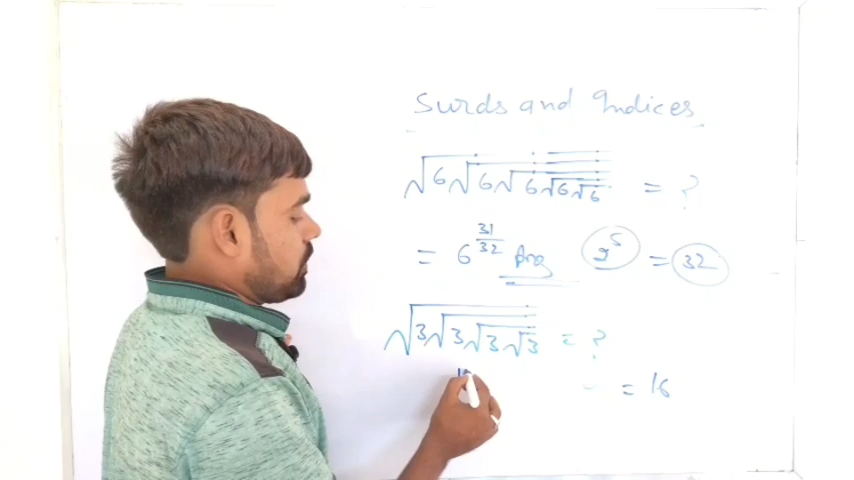 Surds and Indices
√6√6√6√6√6 = ?
= 6^(31/32) Ans 2^5 = 32
√3√3√3√3 = ?
= 16